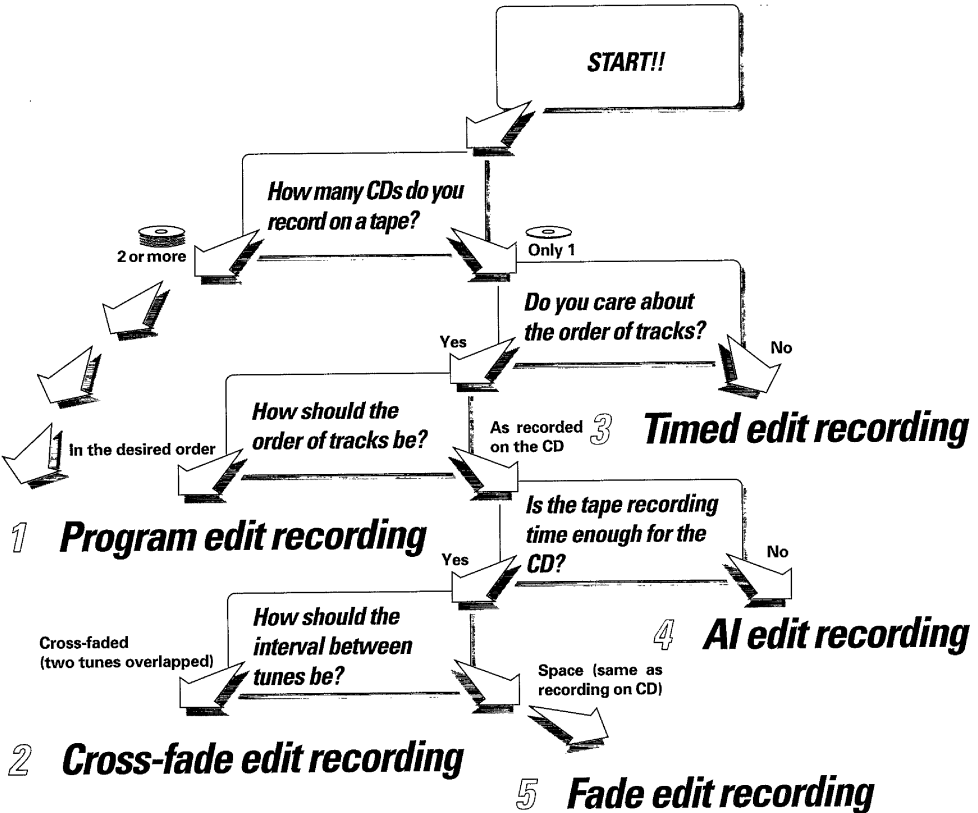 START!!
How many CDs do you
record on a tape?
2 or more
Only 1
Do you care about
the order of tracks?
Yes
No
How should the
order of tracks be?
In the desired order
As recorded
on the CD
3 Timed edit recording
1 Program edit recording
Is the tape recording
time enough for the
CD?
Yes
No
4 AI edit recording
How should the
interval between
tunes be?
Cross-faded
(two tunes overlapped)
Space (same as
recording on CD)
2 Cross-fade edit recording
5 Fade edit recording